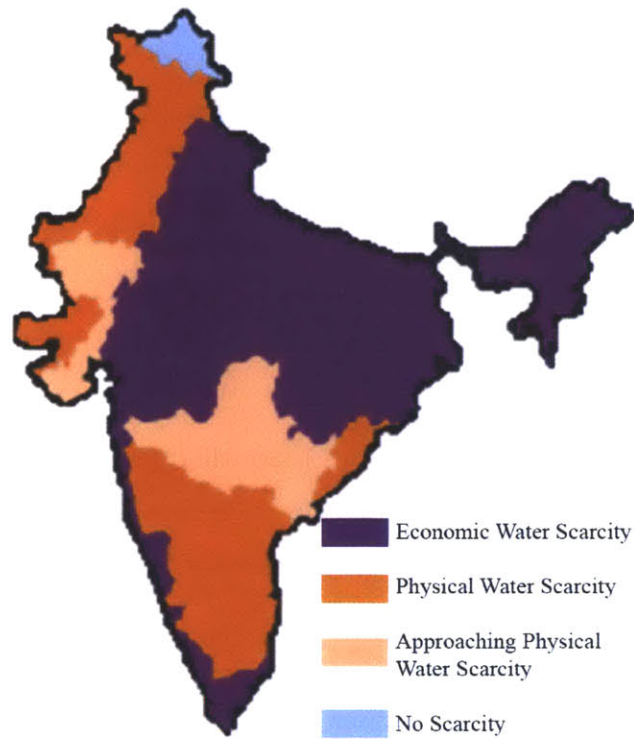 Economic Water Scarcity
Physical Water Scarcity
Approaching Physical
Water Scarcity
No Scarcity